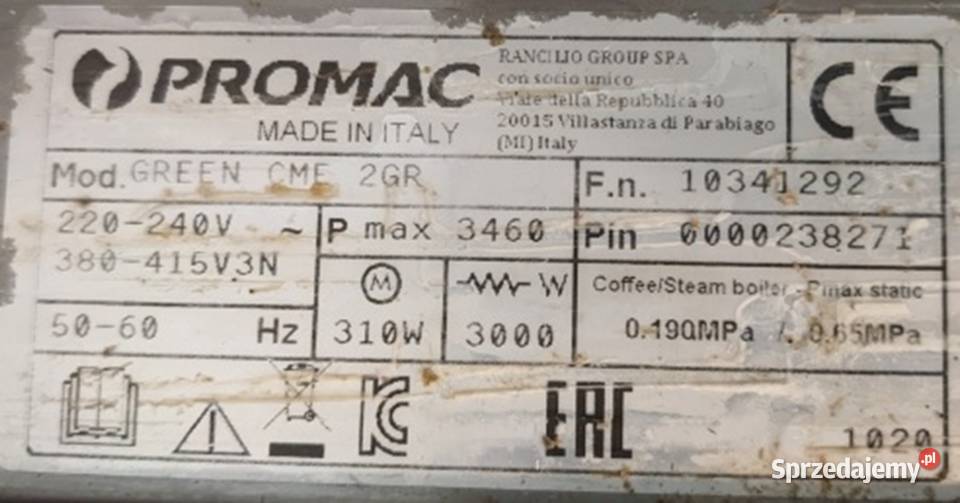 PROMAC
MADE IN ITALY
RANCILIO GROUP SPA
con socio unico
Viale della Repubblica 40
20015 Villastanza di Parabiago
(MI) Italy
CE
Mod. GREEN CME 2GR
F.n. 10341292
220-240V ~
380-415V3N
P max 3460
Pin 0000238271
M
W
Coffee/Steam boiler - Pmax static
50-60 Hz
310W
3000
0.190MPa / 0.65MPa
EAC
1020
Sprzedajemy.pl